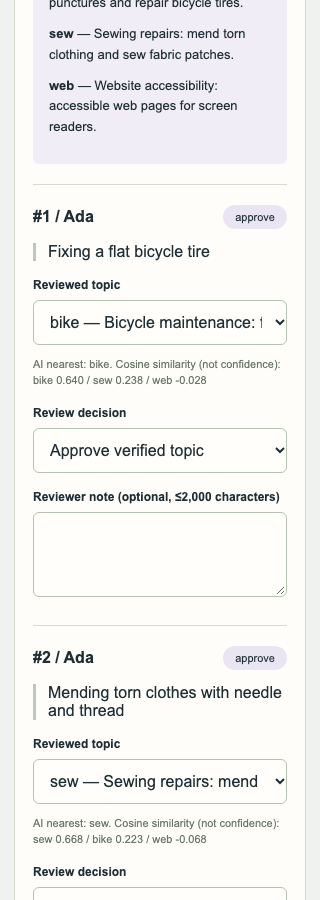 punctures and repair bicycle tires.
sew — Sewing repairs: mend torn
clothing and sew fabric patches.
web — Website accessibility:
accessible web pages for screen
readers.
#1 / Ada
approve
Fixing a flat bicycle tire
Reviewed topic
bike — Bicycle maintenance:
AI nearest: bike. Cosine similarity (not confidence):
bike 0.640 / sew 0.238 / web -0.028
Review decision
Approve verified topic
Reviewer note (optional, ≤2,000 characters)
#2 / Ada
approve
Mending torn clothes with needle
and thread
Reviewed topic
sew — Sewing repairs: mend
AI nearest: sew. Cosine similarity (not confidence):
sew 0.668 / bike 0.223 / web -0.068
Review decision